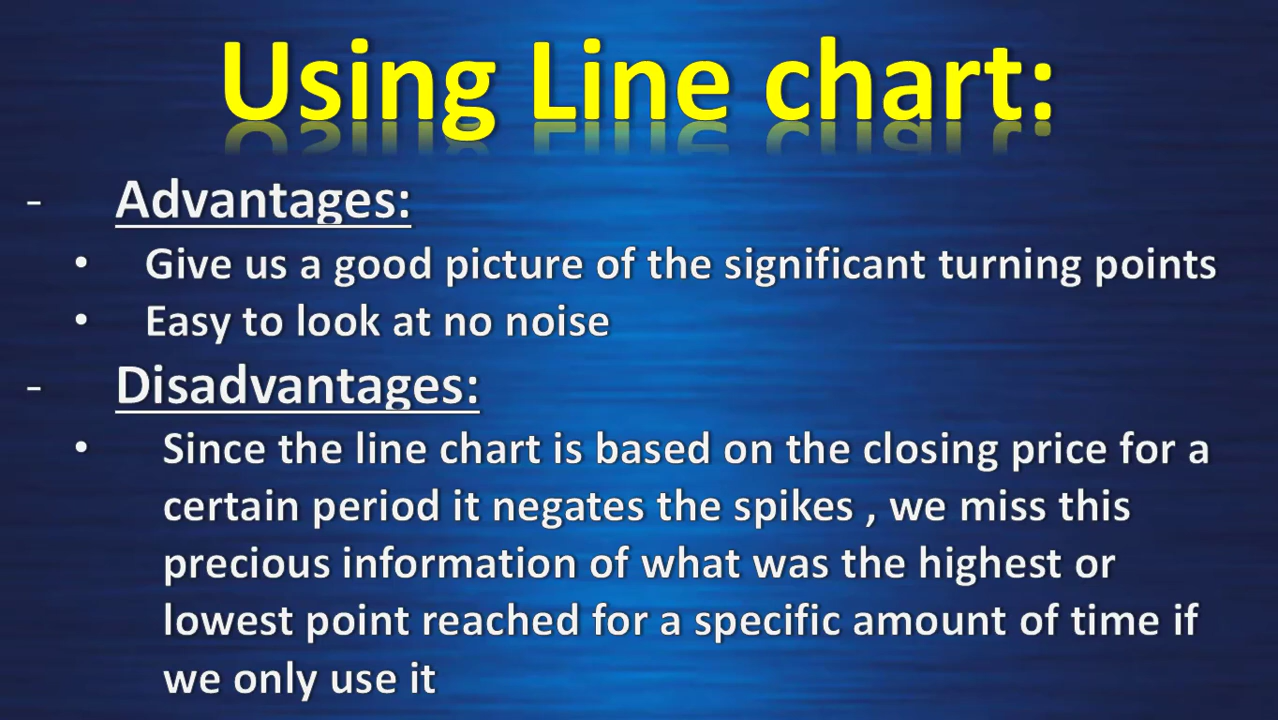 Using Line chart:
- Advantages:
• Give us a good picture of the significant turning points
• Easy to look at no noise
- Disadvantages:
• Since the line chart is based on the closing price for a
certain period it negates the spikes , we miss this
precious information of what was the highest or
lowest point reached for a specific amount of time if
we only use it